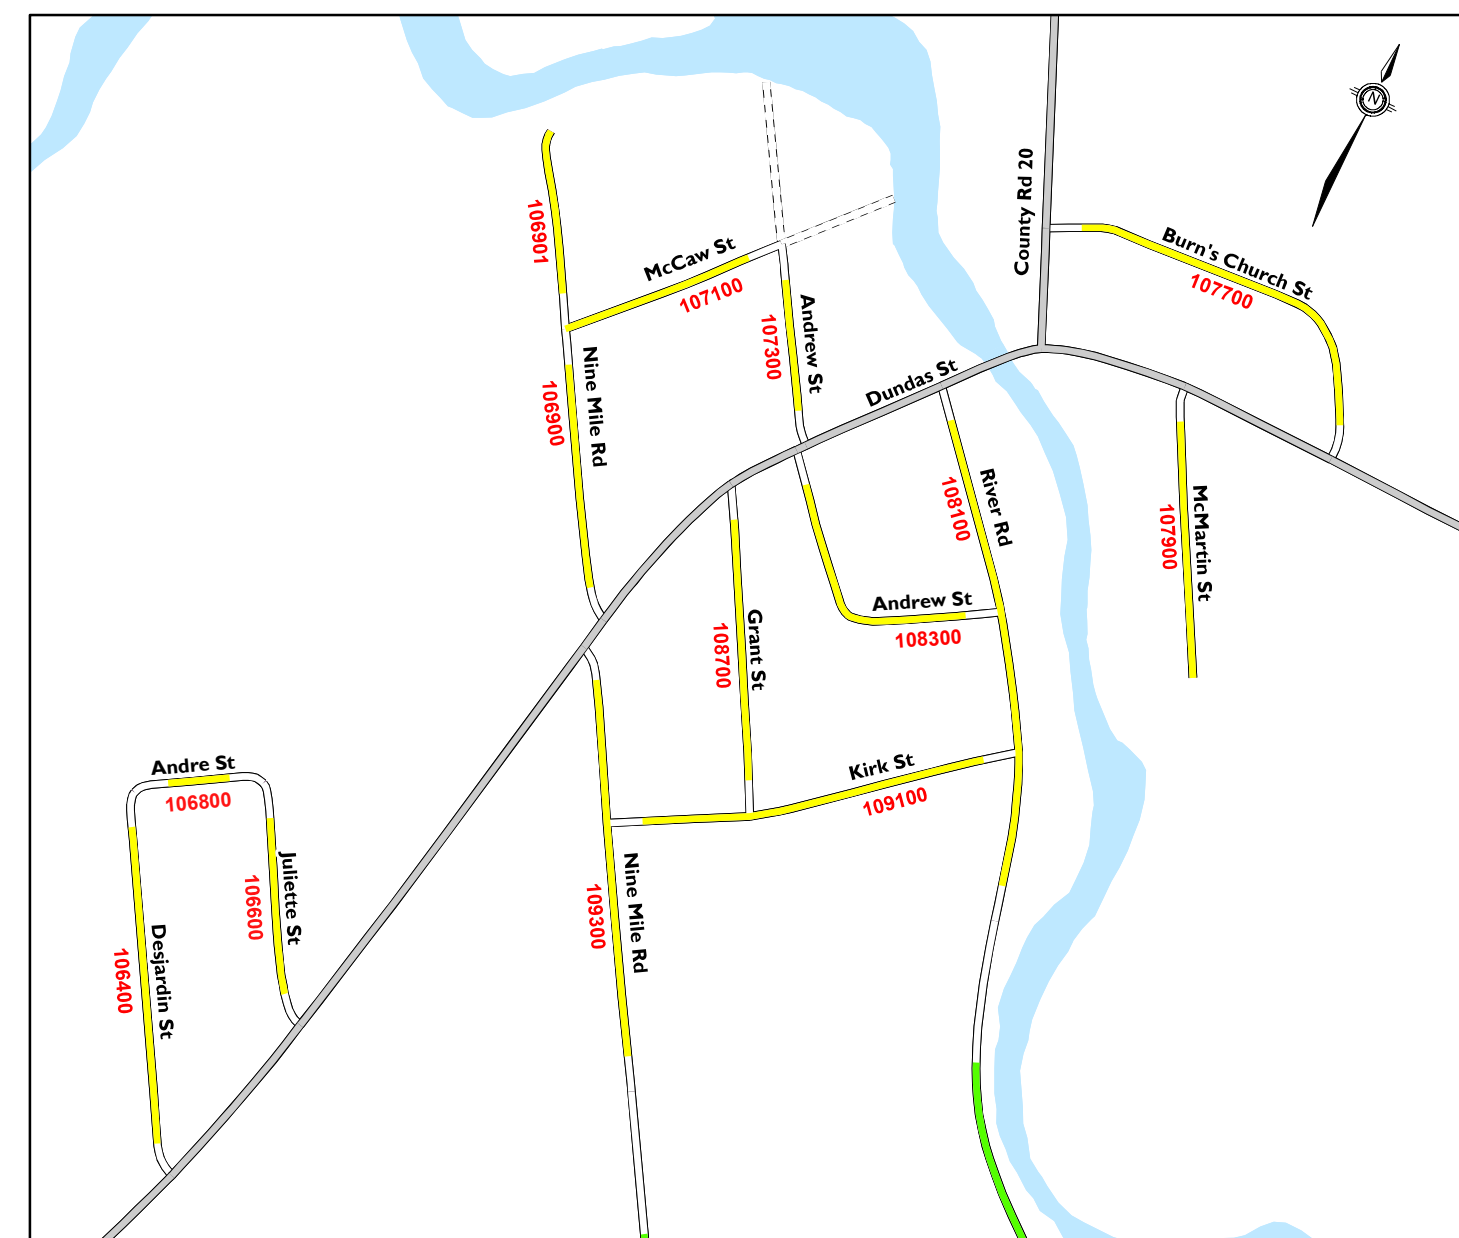 N
County Rd 20
106901
McCaw St
107100
Burn's Church St
107700
Andrew St
107300
Nine Mile Rd
106900
Dundas St
River Rd
108100
McMartin St
107900
Andrew St
108300
Grant St
108700
Kirk St
109100
Andre St
106800
Juliette St
106600
Nine Mile Rd
109300
Desjardin St
106400